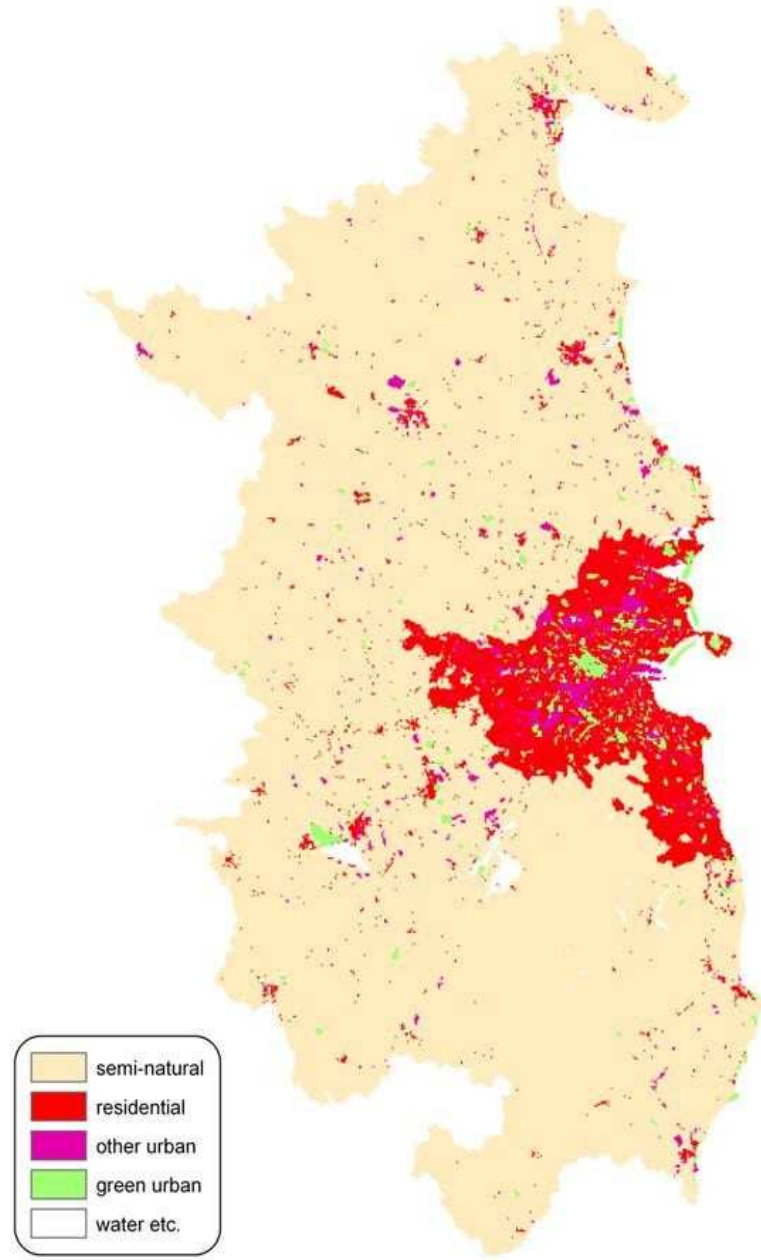 semi-natural
residential
other urban
green urban
water etc.